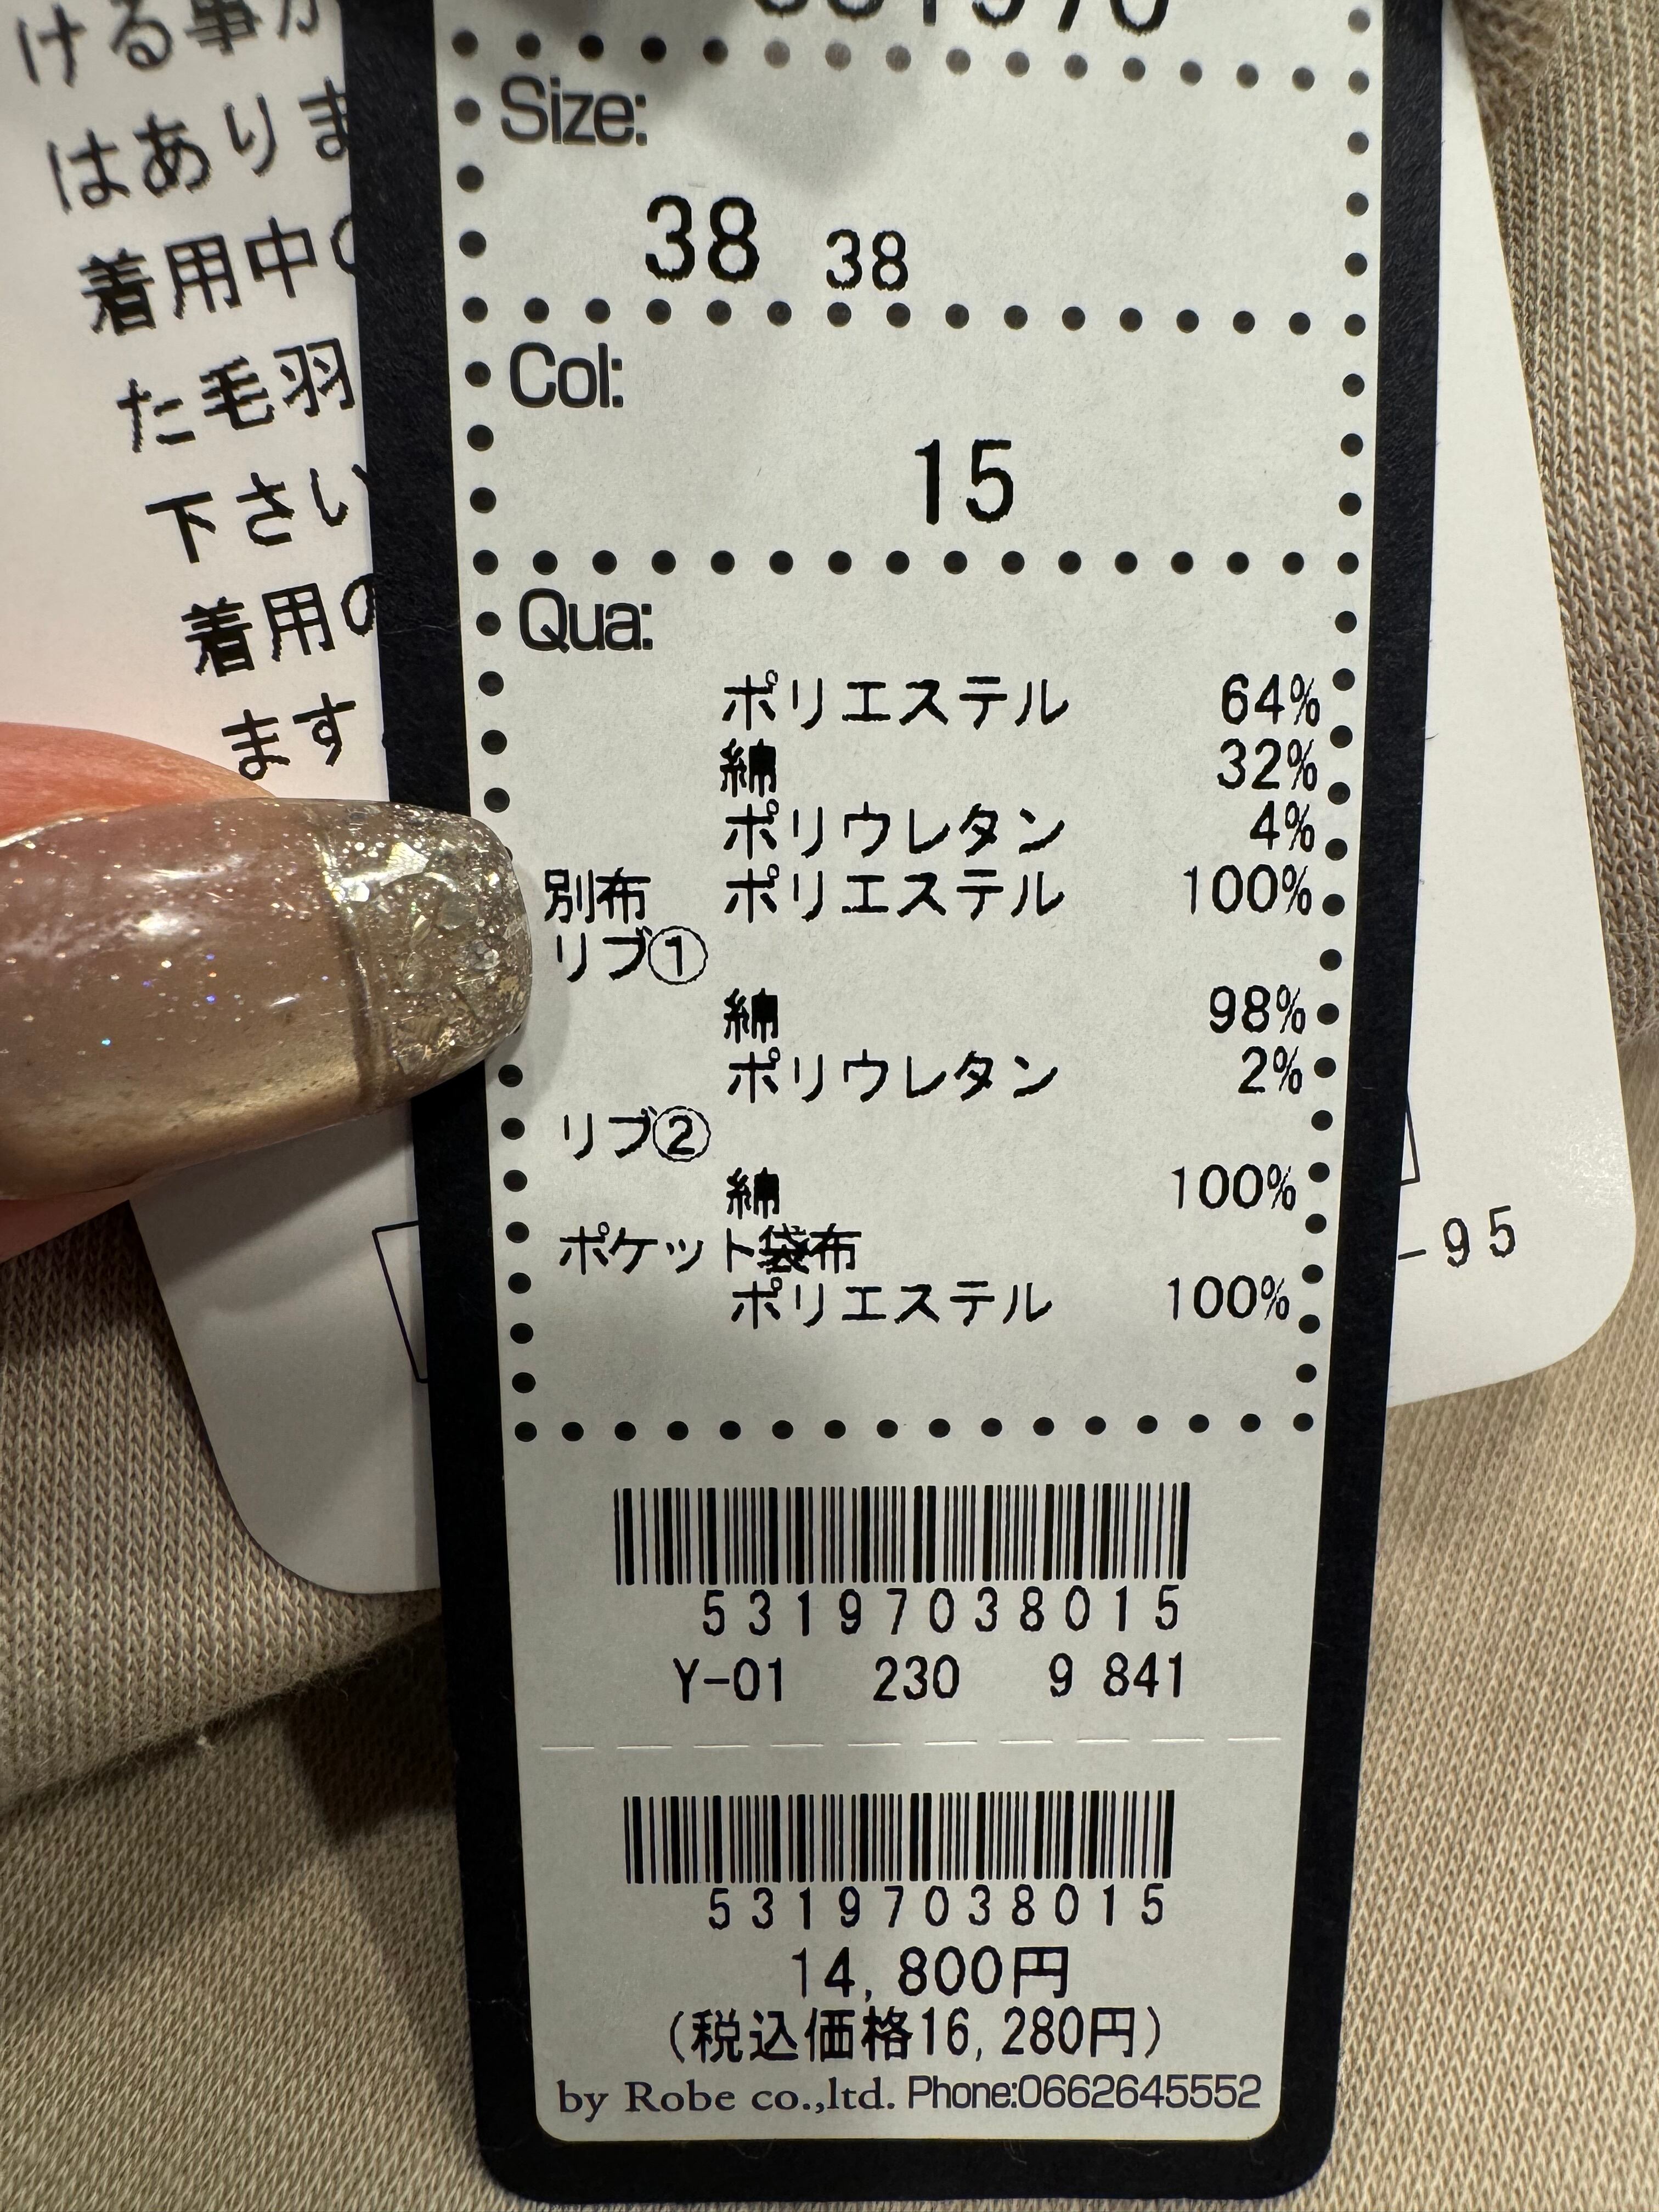 ける事が
はありま
着用中の
た毛羽
下さい
着用の
ます
Size:
38 38
Col:
15
Qua:
ポリエステル 64%
綿 32%
ポリウレタン 4%
別布 ポリエステル 100%
リブ①
綿 98%
ポリウレタン 2%
リブ②
綿 100%
ポケット袋布
ポリエステル 100%
53197038015
Y-01 230 9 841
53197038015
14,800円
(税込価格16,280円)
by Robe co.,ltd. Phone:0662645552
-95